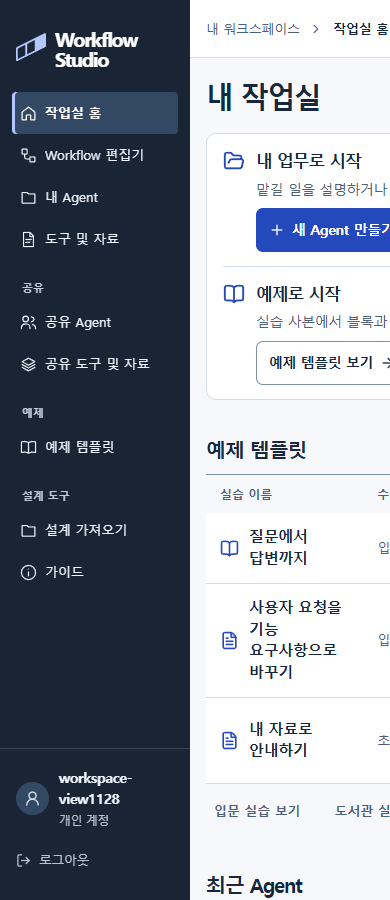 Workflow
Studio
작업실 홈
Workflow 편집기
내 Agent
도구 및 자료
공유
공유 Agent
공유 도구 및 자료
예제
예제 템플릿
설계 도구
설계 가져오기
가이드
workspace-
view1128
개인 계정
로그아웃
내 워크스페이스 > 작업실 홈
내 작업실
내 업무로 시작
맡길 일을 설명하거나
+ 새 Agent 만들기
예제로 시작
실습 사본에서 블록과
예제 템플릿 보기 →
예제 템플릿
실습 이름 수
질문에서
답변까지
입
사용자 요청을
기능
요구사항으로
바꾸기
입
내 자료로
안내하기
초
입문 실습 보기 도서관 실
최근 Agent